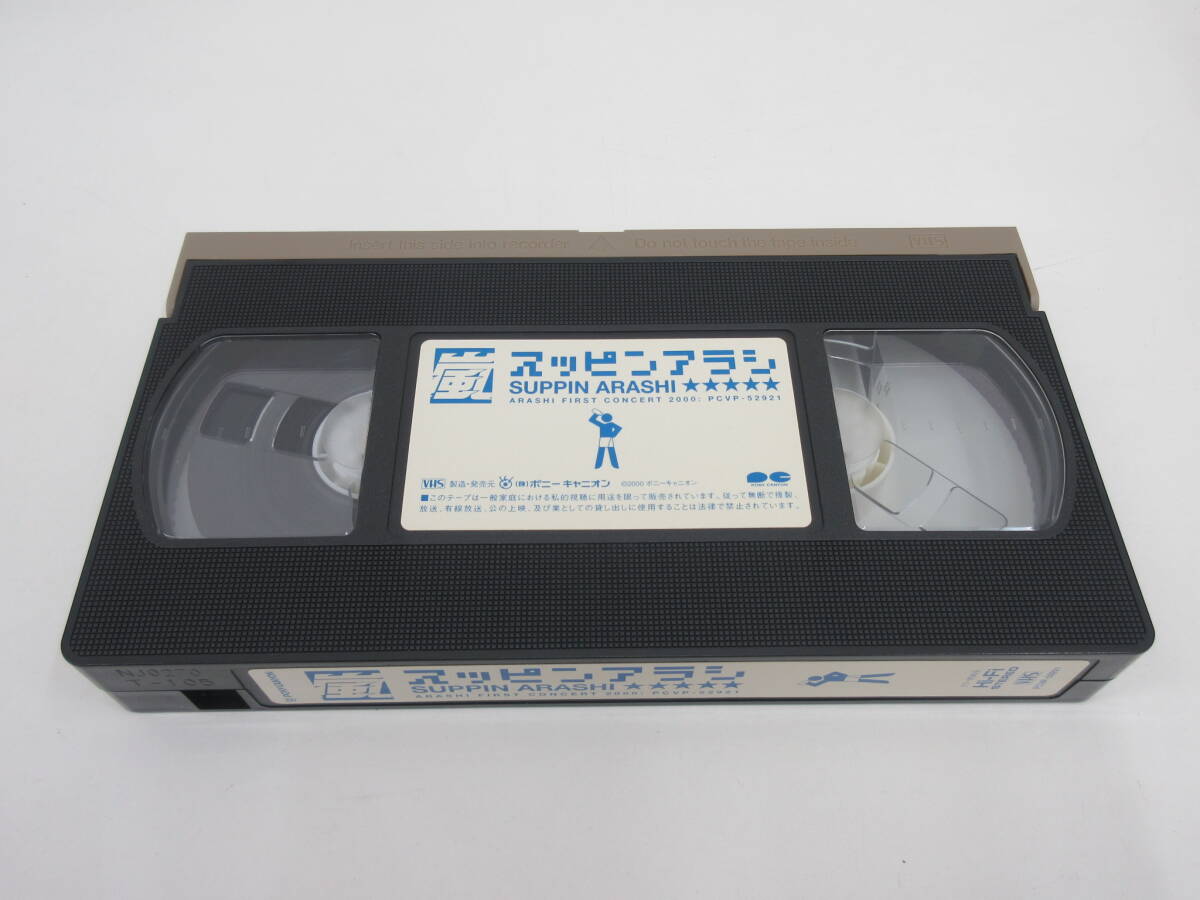 Insert this side into recorder △ Do not touch the tape inside VHS
嵐 スッピンアラシ
SUPPIN ARASHI ★★★★★
ARASHI FIRST CONCERT 2000: PCVP-52921
VHS 製造・発売元 (株)ポニーキャニオン ©2000 ポニーキャニオン
PONY CANYON
■このテープは一般家庭における私的視聴に用途を限って販売されています。従って無断で複製、
放送、有線放送、公の上映、及び業としての貸し出しに使用することは法律で禁止されています。
嵐 スッピンアラシ
SUPPIN ARASHI ★★★★★
ARASHI FIRST CONCERT 2000: PCVP-52921
Hi-Fi
STEREO
VHS
PCVP-52921